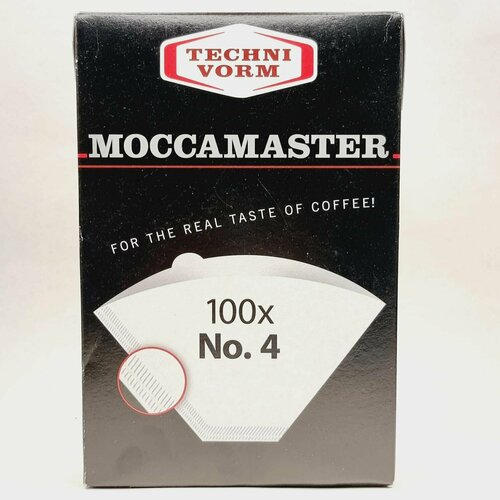 TECHNI
VORM
MOCCAMASTER
FOR THE REAL TASTE OF COFFEE!
100x
No. 4